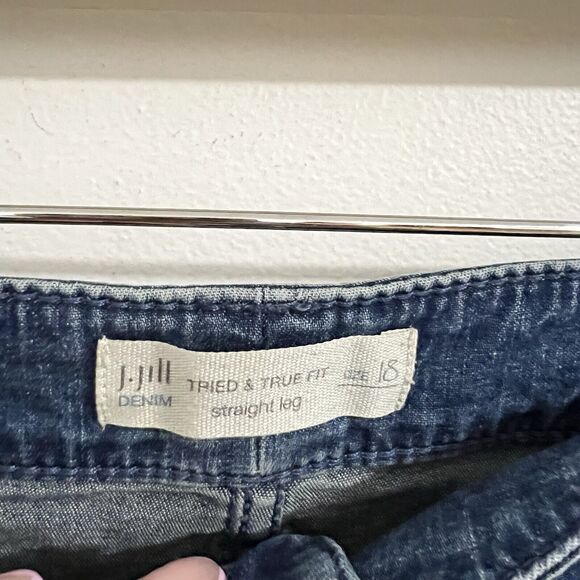 J.Jill TRIED & TRUE FIT SIZE 18
DENIM straight leg